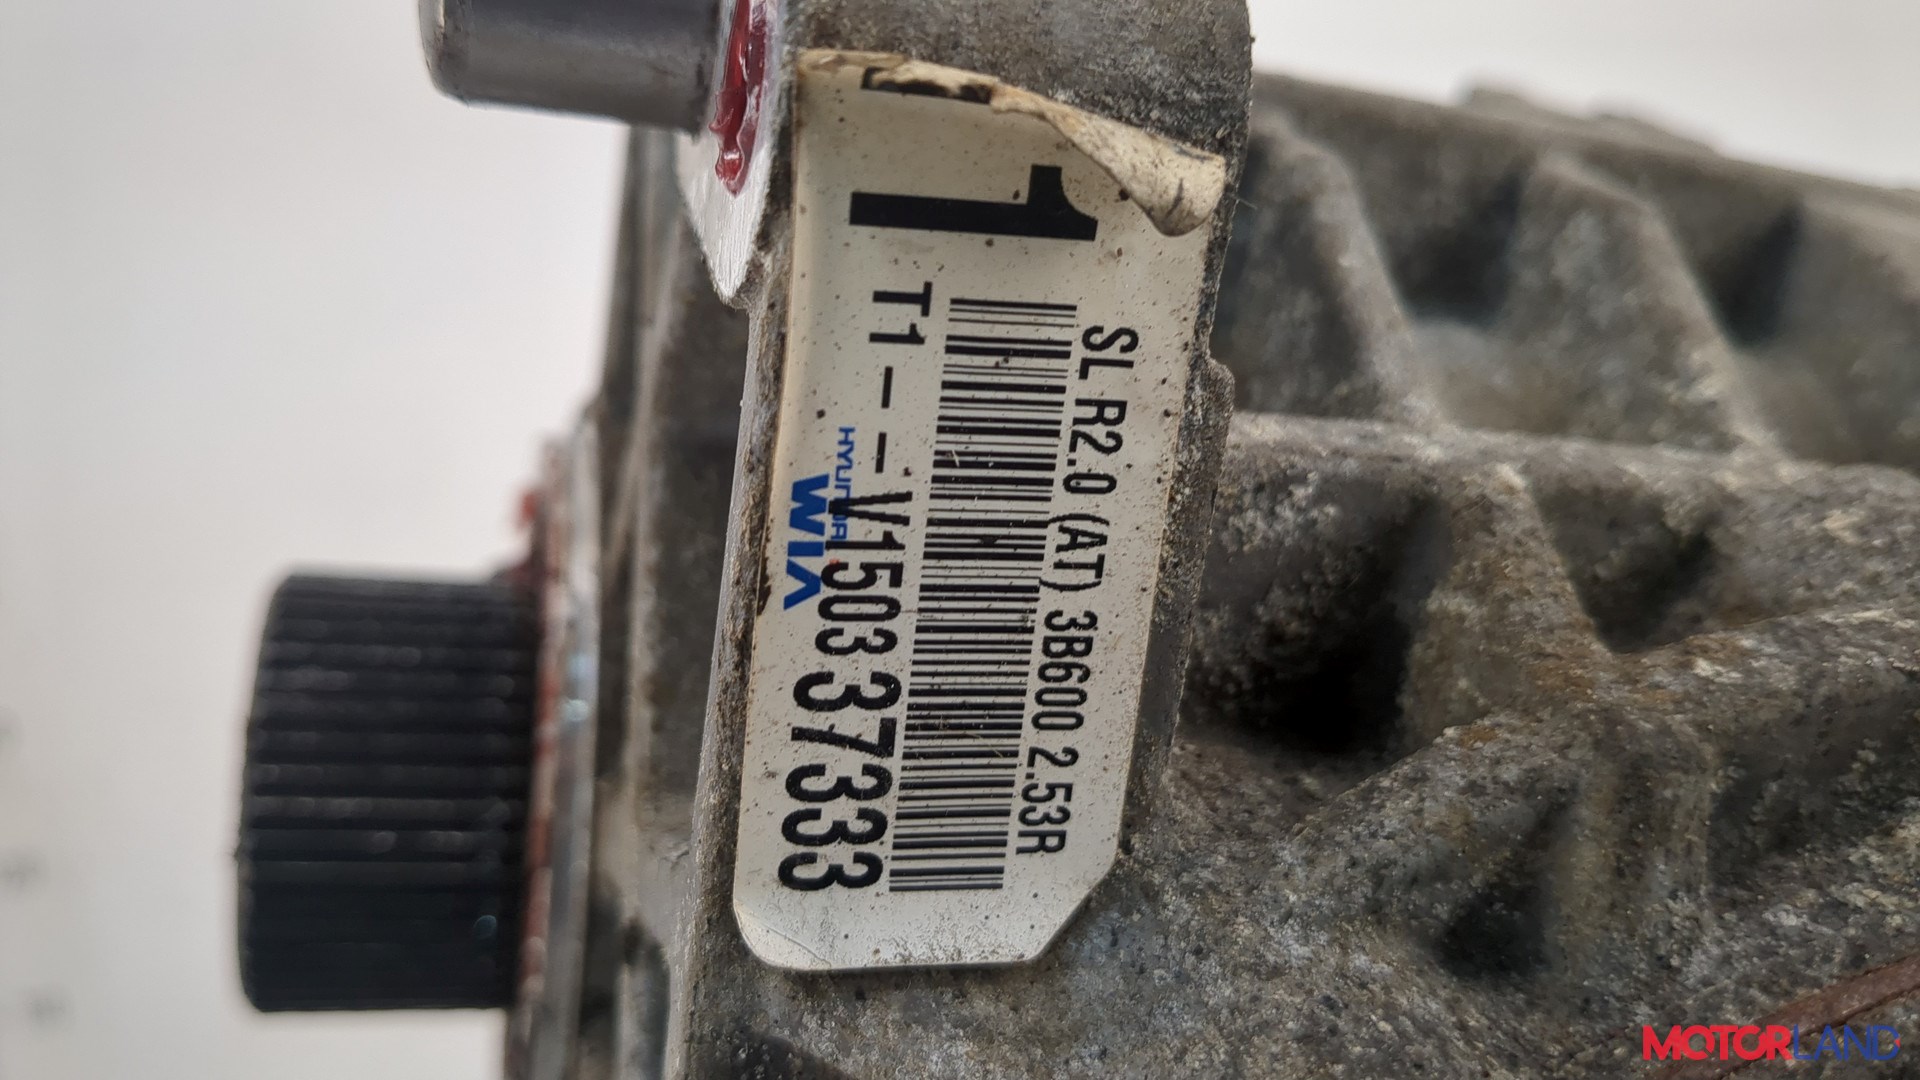 1
SL R2.0 (AT) 3B600 2.53R
T1 - - V1503 37333
HYUNDAI
WIA
MOTORLAND